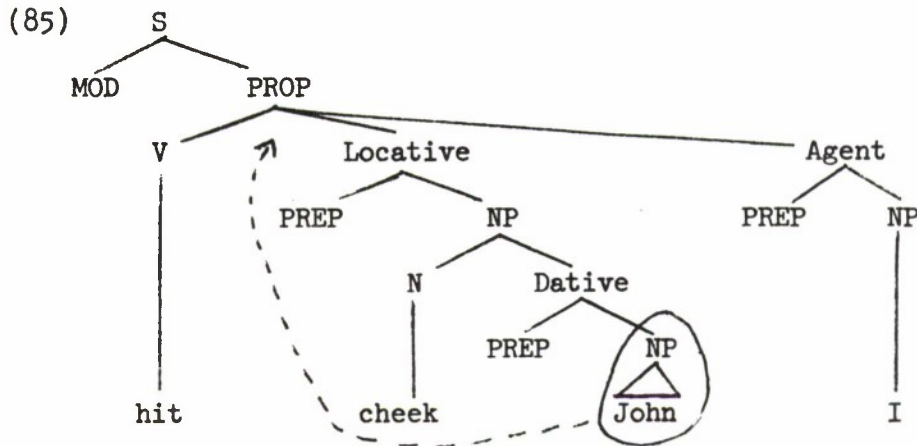 (85) S
MOD PROP
V Locative Agent
PREP NP PREP NP
N Dative
PREP NP
hit cheek John I